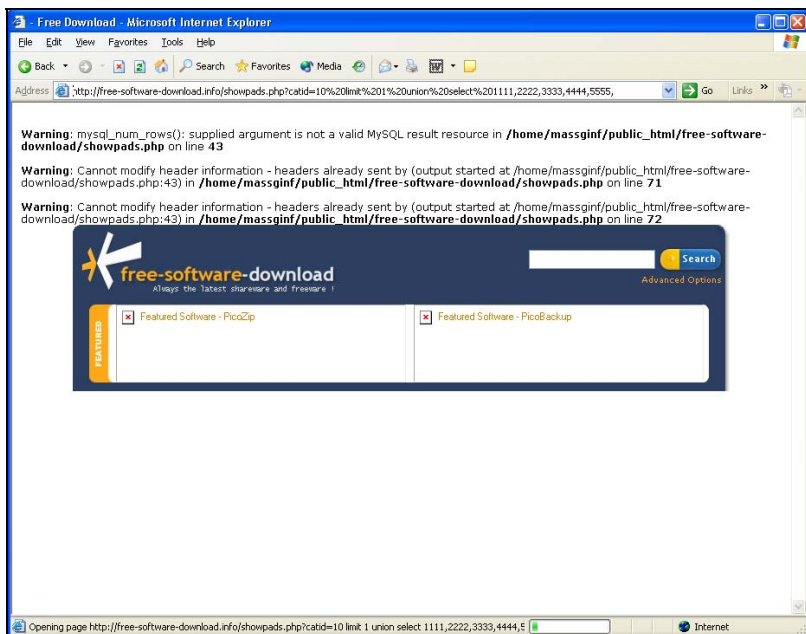 - Free Download - Microsoft Internet Explorer
File Edit View Favorites Tools Help
Back Search Favorites Media
Address http://free-software-download.info/showpads.php?catid=10%20limit%201%20union%20select%201111,2222,3333,4444,5555, Go Links »
Warning: mysql_num_rows(): supplied argument is not a valid MySQL result resource in /home/massginf/public_html/free-software-
download/showpads.php on line 43
Warning: Cannot modify header information - headers already sent by (output started at /home/massginf/public_html/free-software-
download/showpads.php:43) in /home/massginf/public_html/free-software-download/showpads.php on line 71
Warning: Cannot modify header information - headers already sent by (output started at /home/massginf/public_html/free-software-
download/showpads.php:43) in /home/massginf/public_html/free-software-download/showpads.php on line 72
Search
free-software-download
Advanced Options
Always the latest shareware and freeware !
FEATURED
Featured Software - PicoZip Featured Software - PicoBackup
Opening page http://free-software-download.info/showpads.php?catid=10 limit 1 union select 1111,2222,3333,4444,5 Internet